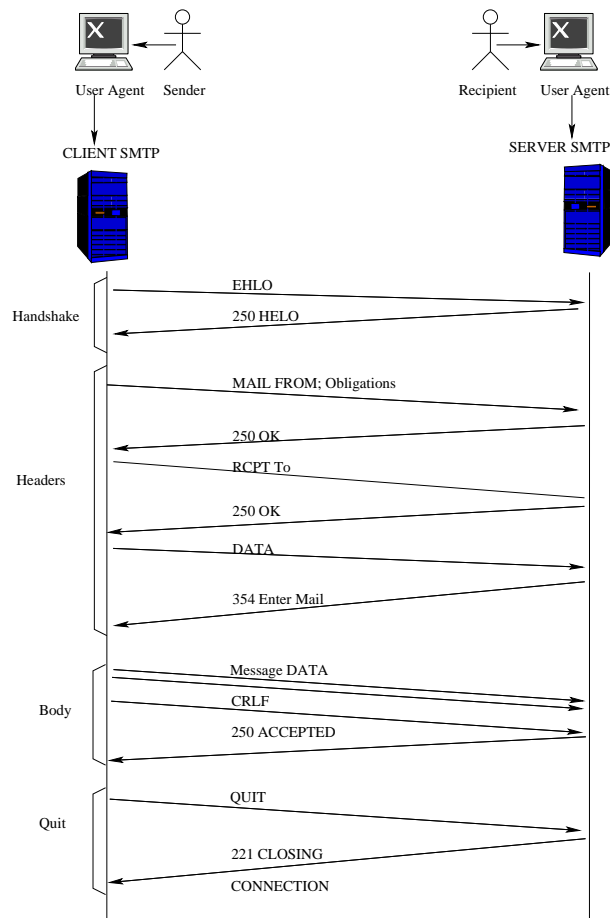 X
X
User Agent
Sender
Recipient
User Agent
CLIENT SMTP
SERVER SMTP
EHLO
Handshake
250 HELO
MAIL FROM; Obligations
250 OK
RCPT To
Headers
250 OK
DATA
354 Enter Mail
Message DATA
CRLF
Body
250 ACCEPTED
QUIT
Quit
221 CLOSING
CONNECTION